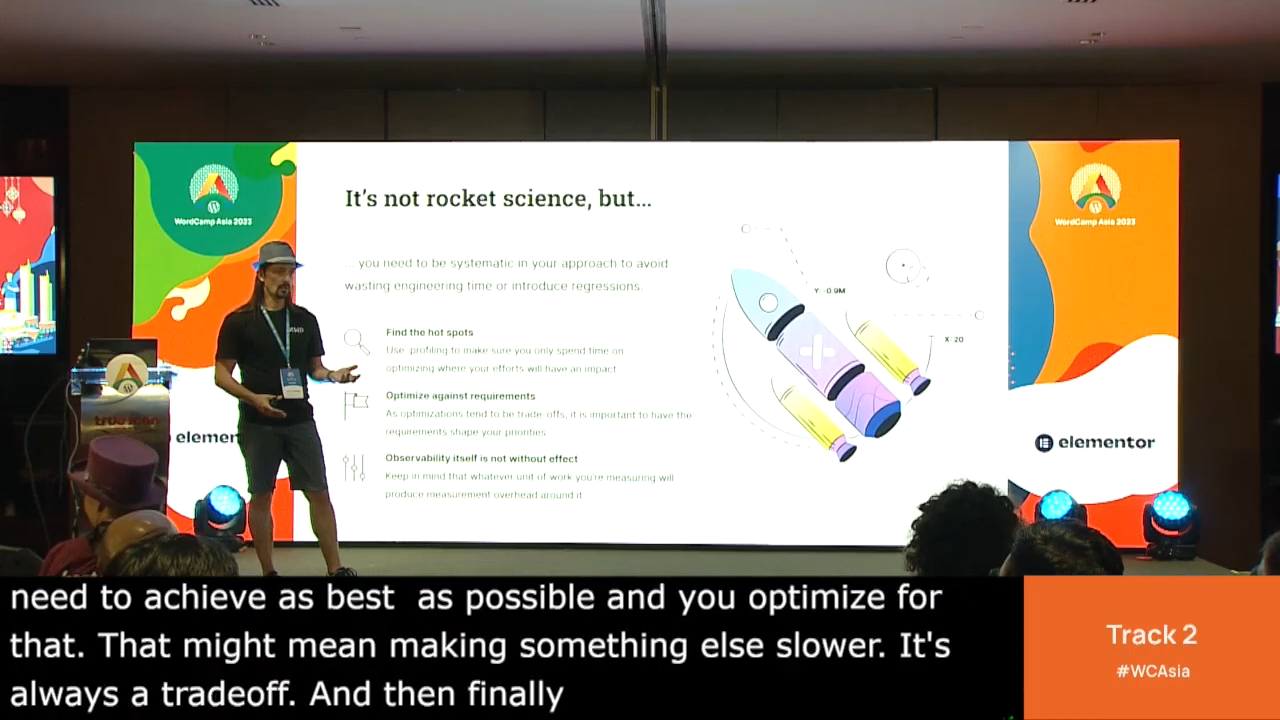 WordCamp Asia 2023
WordCamp Asia 2023
It's not rocket science, but...
... you need to be systematic in your approach to avoid
wasting engineering time or introduce regressions.
Find the hot spots
Use profiling to make sure you only spend time on
optimizing where your efforts will have an impact
Optimize against requirements
As optimizations tend to be trade-offs, it is important to have the
requirements shape your priorities
Observability itself is not without effect
Keep in mind that whatever unit of work you're measuring will
produce measurement overhead around it
Y: -0.9M
X: 20
true icon
elemen
elementor
need to achieve as best as possible and you optimize for
that. That might mean making something else slower. It's
always a tradeoff. And then finally
Track 2
#WCAsia